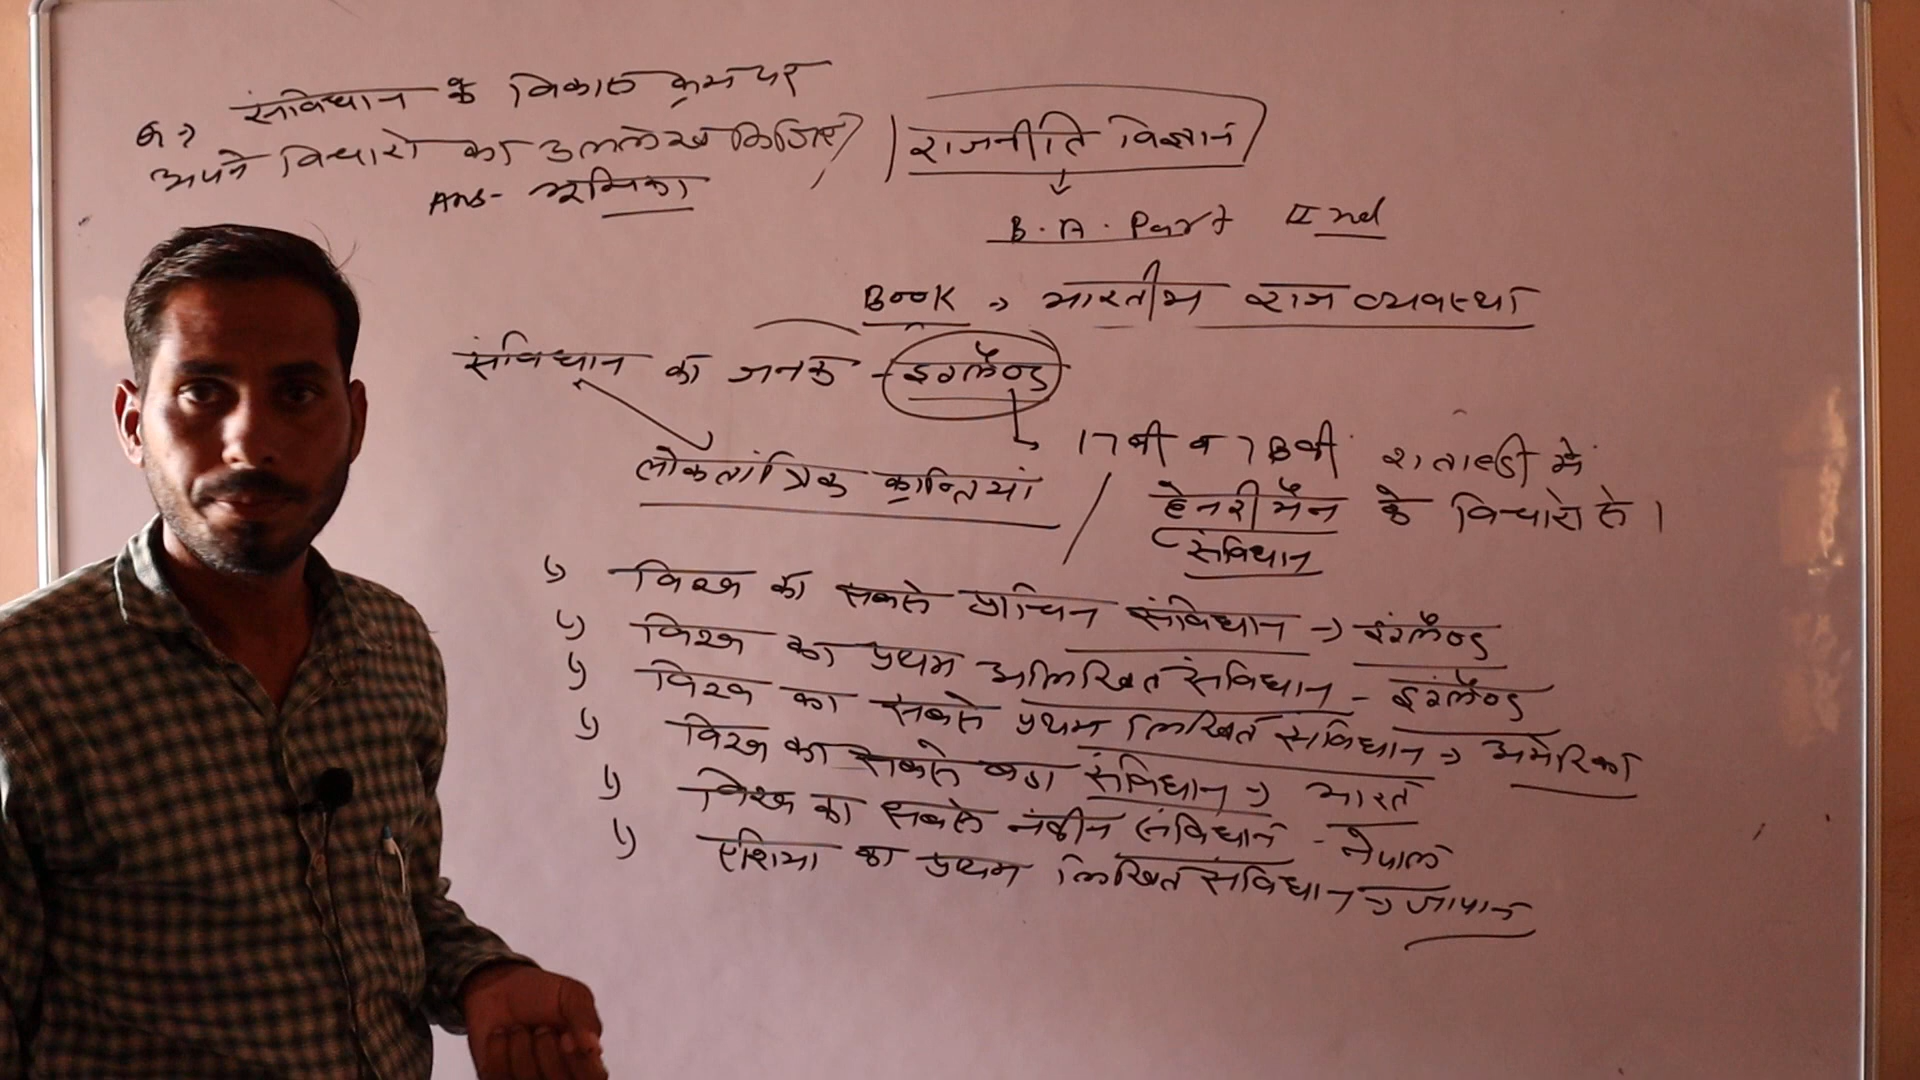 Q → संविधान के विकास क्रम पर
अपने विचारो का उल्लेख किजिए
Ans- भूमिका
राजनीति विज्ञान
B.A. Part IInd
Book → भारतीय राजव्यवस्था
संविधान का जनक - इंग्लैण्ड
17वी व 18वी शताब्दी में
लोकतांत्रिक क्रान्तियां
हेनरीमैन के विचारो से।
संविधान
विश्व का सबसे प्राचिन संविधान → इंग्लैण्ड
विश्व का प्रथम अलिखित संविधान - इंग्लैण्ड
विश्व का सबसे प्रथम लिखित संविधान → अमेरिका
विश्व का सबसे बडा संविधान → भारत
विश्व का सबसे नवीन संविधान - नेपाल
एशिया का प्रथम लिखित संविधान → जापान